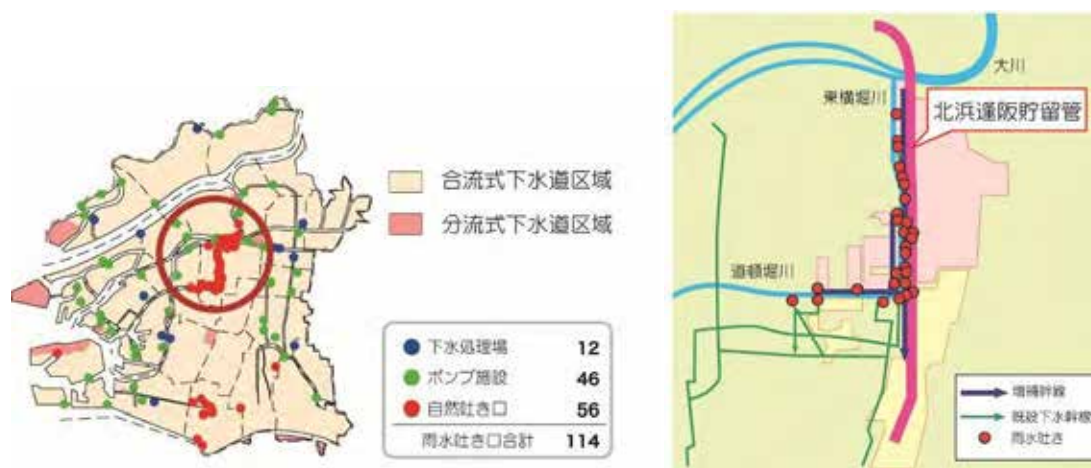 合流式下水道区域
分流式下水道区域
下水処理場 12
ポンプ施設 46
自然吐き口 56
雨水吐き口合計 114
大川
東横堀川
北浜逢阪貯留管
道頓堀川
増補幹線
既設下水幹線
雨水吐き